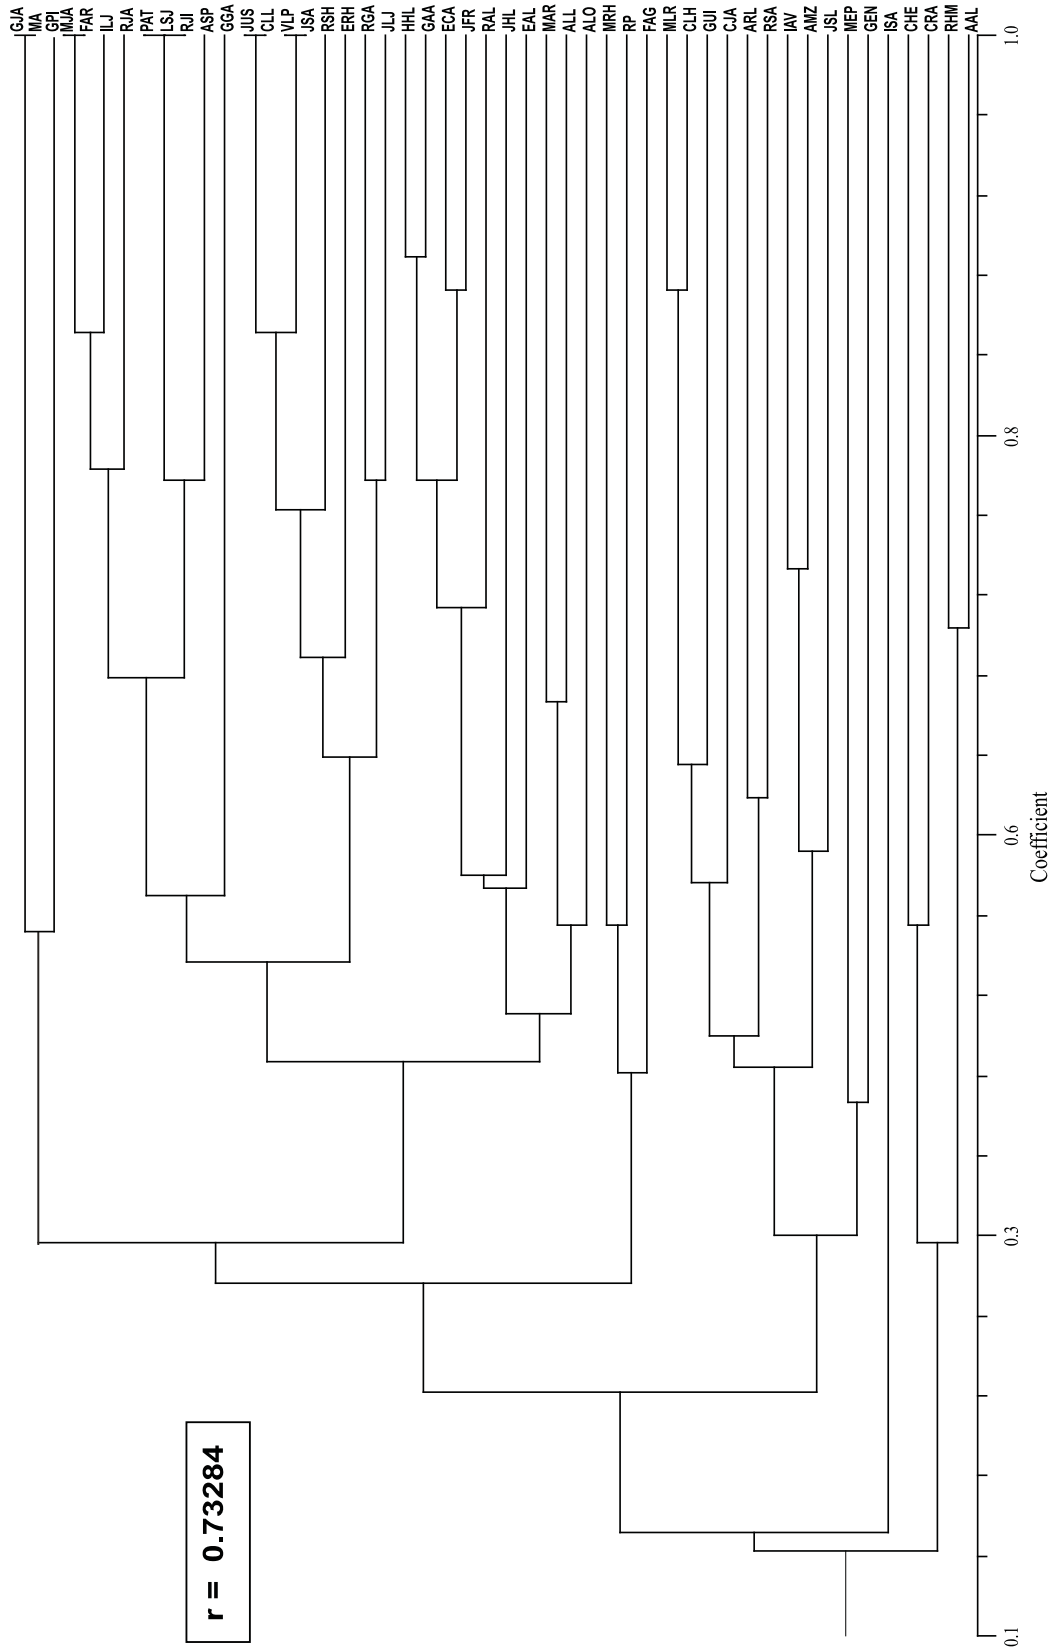 GJA
MA
GPI
MJA
FAR
ILJ
RJA
PAT
LSJ
RJI
ASP
GGA
JUS
CLL
VLP
JSA
RSH
ERH
RGA
JLJ
HHL
GAA
ECA
JFR
RAL
JHL
EAL
MAR
ALL
ALO
MRH
RP
FAG
MLR
CLH
GUI
CJA
ARL
RSA
IAV
AMZ
JSL
MEP
GEN
ISA
CHE
CRA
RHM
AAL
r = 0.73284
0.1
0.3
0.6
0.8
1.0
Coefficient